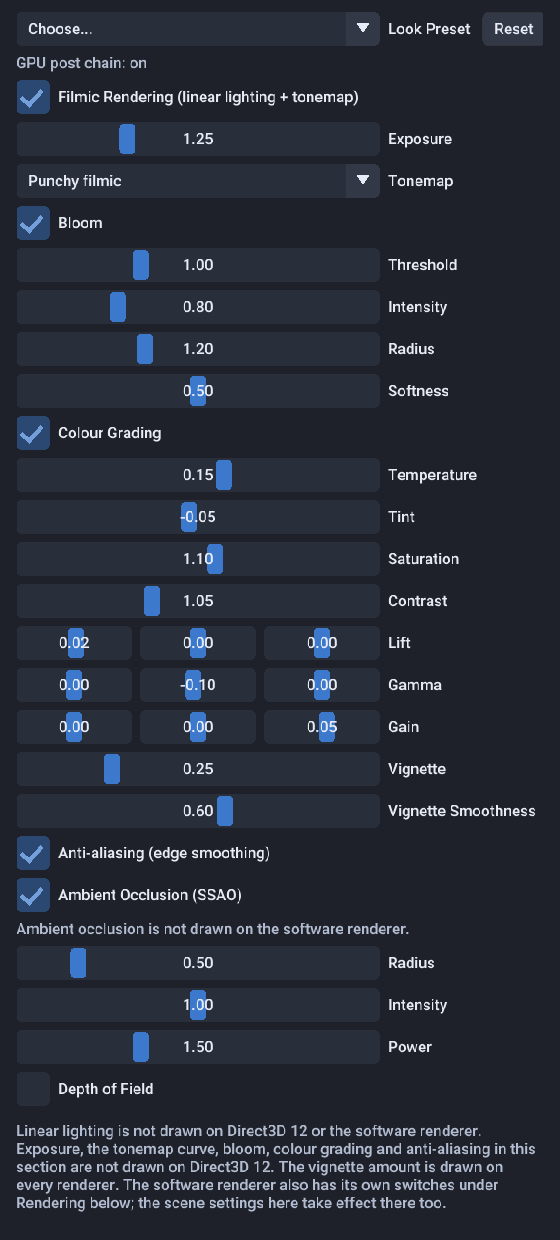 Choose... Look Preset Reset
GPU post chain: on
Filmic Rendering (linear lighting + tonemap)
1.25 Exposure
Punchy filmic Tonemap
Bloom
1.00 Threshold
0.80 Intensity
1.20 Radius
0.50 Softness
Colour Grading
0.15 Temperature
-0.05 Tint
1.10 Saturation
1.05 Contrast
0.02 0.00 0.00 Lift
0.00 -0.10 0.00 Gamma
0.00 0.00 0.05 Gain
0.25 Vignette
0.60 Vignette Smoothness
Anti-aliasing (edge smoothing)
Ambient Occlusion (SSAO)
Ambient occlusion is not drawn on the software renderer.
0.50 Radius
1.00 Intensity
1.50 Power
Depth of Field
Linear lighting is not drawn on Direct3D 12 or the software renderer.
Exposure, the tonemap curve, bloom, colour grading and anti-aliasing in this
section are not drawn on Direct3D 12. The vignette amount is drawn on
every renderer. The software renderer also has its own switches under
Rendering below; the scene settings here take effect there too.